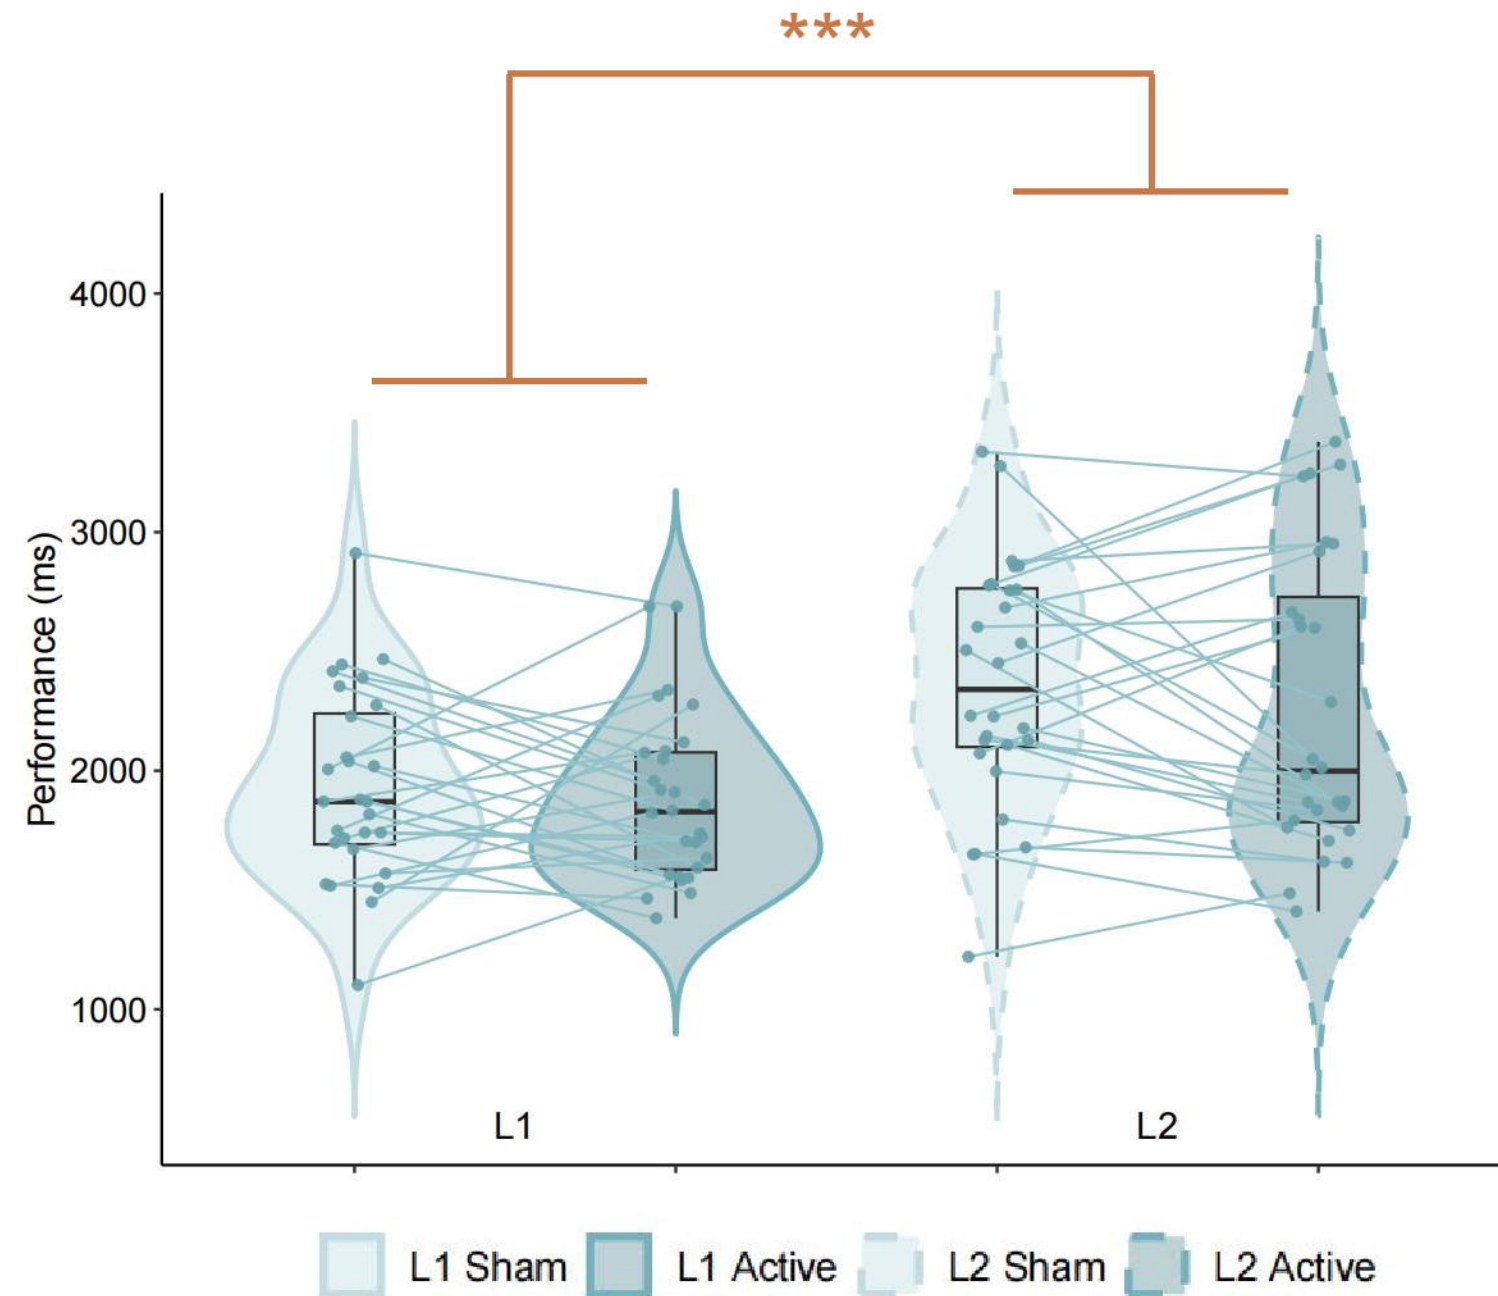 ***
Performance (ms)
4000
3000
2000
1000
L1
L2
L1 Sham
L1 Active
L2 Sham
L2 Active